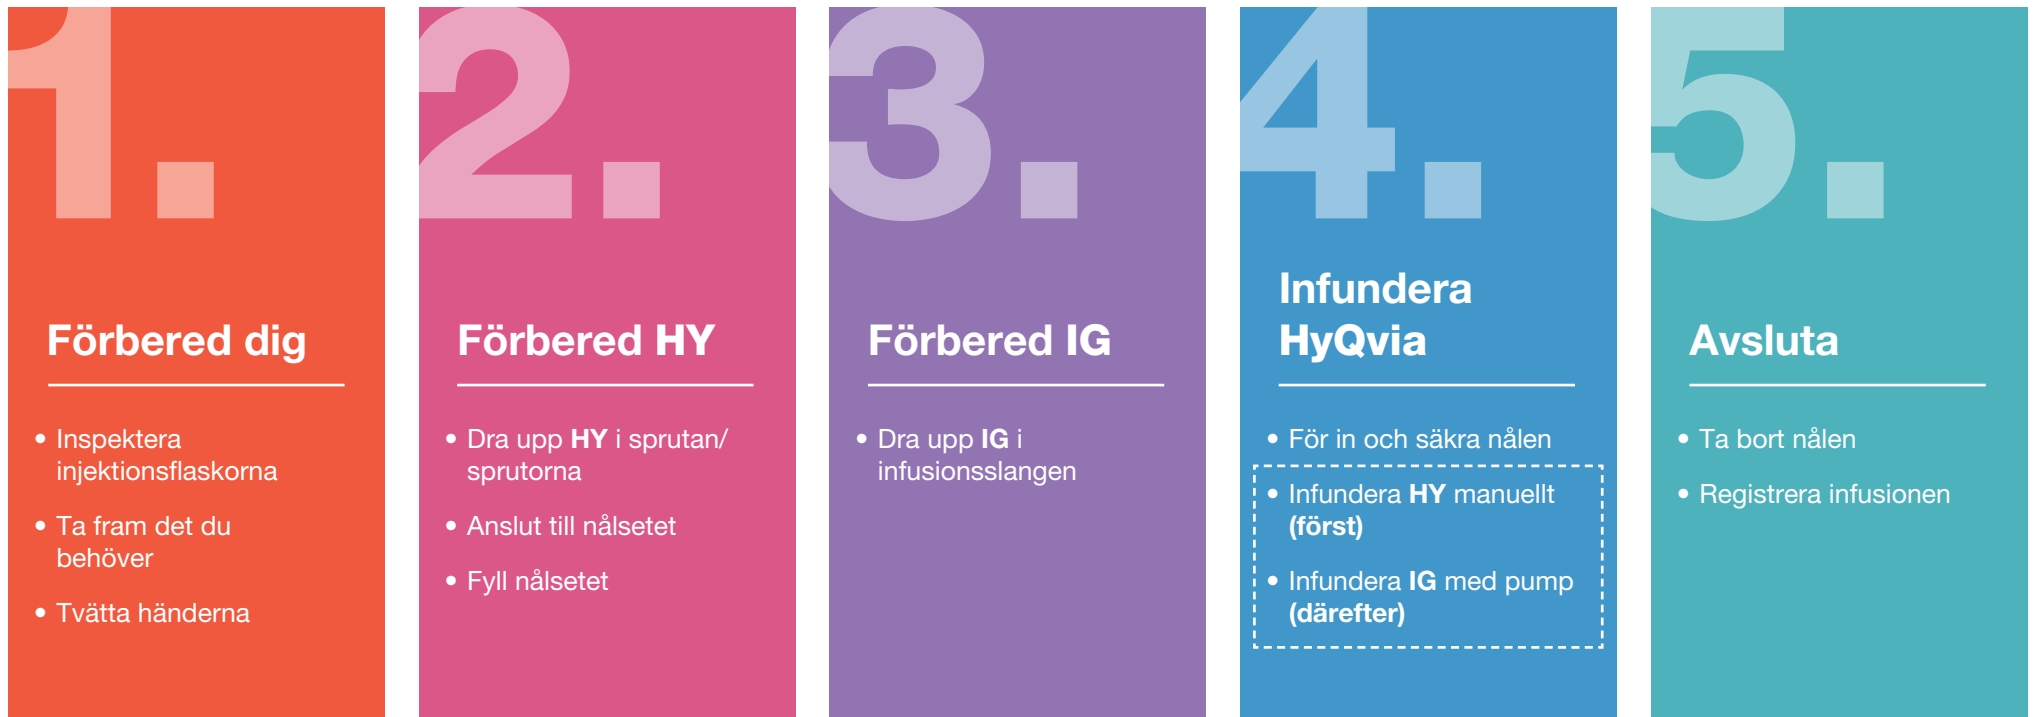 1.
Förbered dig
• Inspektera
injektionsflaskorna
• Ta fram det du
behöver
• Tvätta händerna
2.
Förbered HY
• Dra upp HY i sprutan/
sprutorna
• Anslut till nålsetet
• Fyll nålsetet
3.
Förbered IG
• Dra upp IG i
infusionsslangen
4.
Infundera
HyQvia
• För in och säkra nålen
• Infundera HY manuellt
(först)
• Infundera IG med pump
(därefter)
5.
Avsluta
• Ta bort nålen
• Registrera infusionen